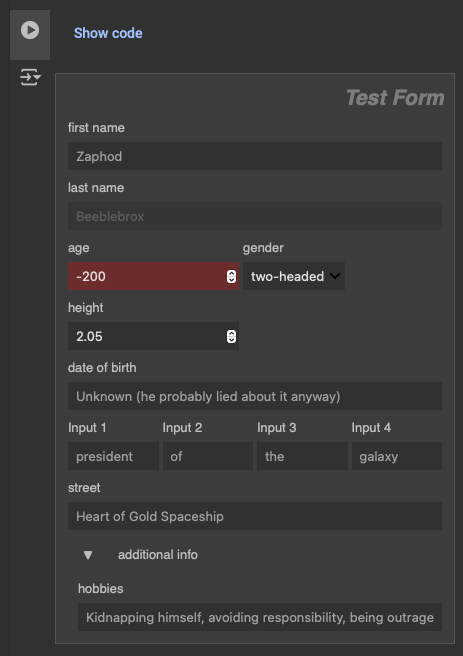 Show code
Test Form
first name
Zaphod
last name
Beeblebrox
age gender
-200 two-headed
height
2.05
date of birth
Unknown (he probably lied about it anyway)
Input 1 Input 2 Input 3 Input 4
president of the galaxy
street
Heart of Gold Spaceship
▼ additional info
hobbies
Kidnapping himself, avoiding responsibility, being outrage